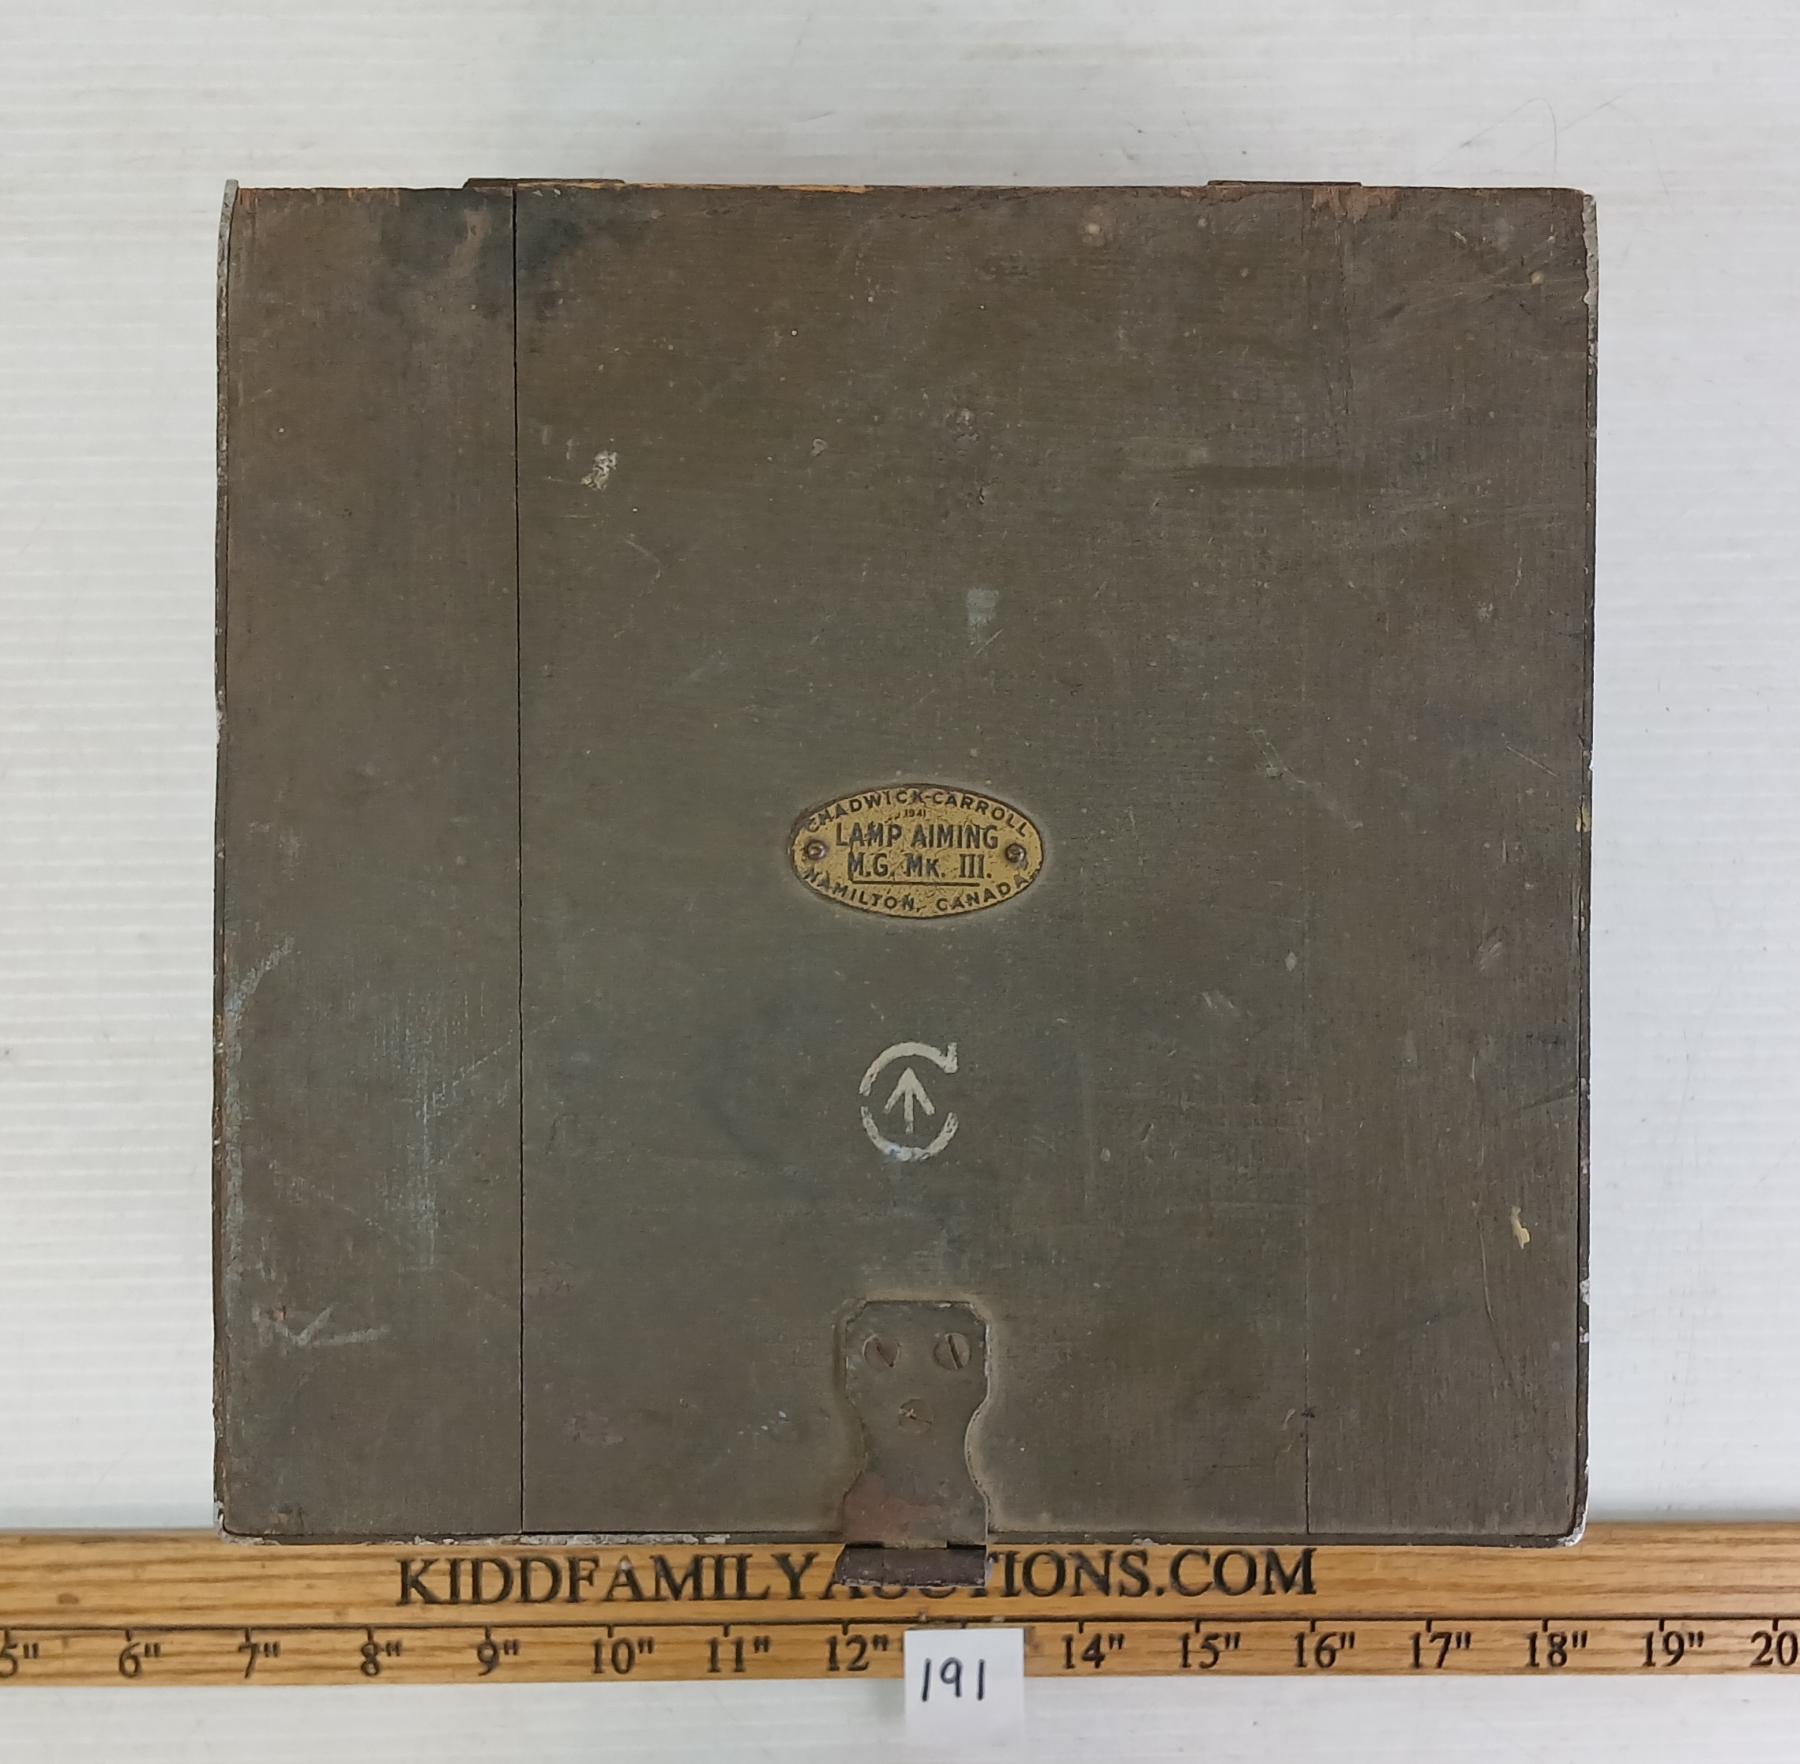 CHADWICK-CARROLL
1941
LAMP AIMING
M.G. MK. III.
HAMILTON, CANADA
C
KIDDFAMILYAUCTIONS.COM
5" 6" 7" 8" 9" 10" 11" 12" 14" 15" 16" 17" 18" 19" 20
191